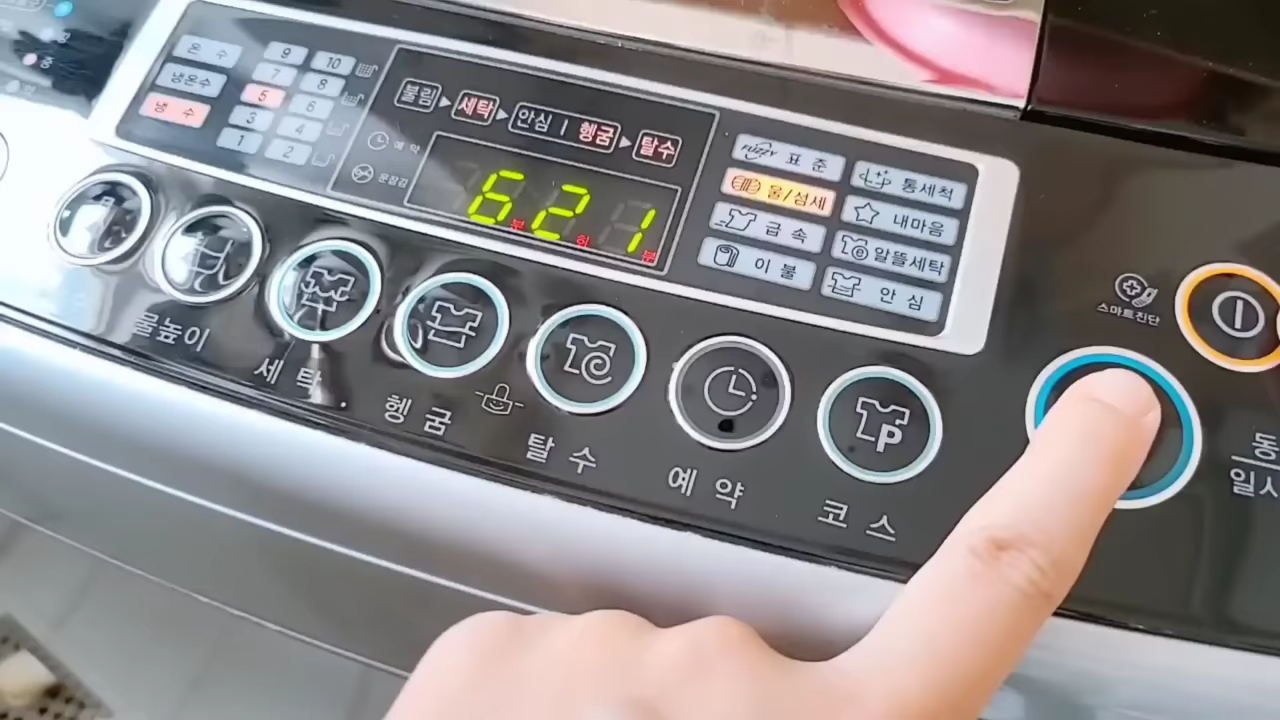 온 수
냉온수
냉 수
9 10
7 8
5 6
3 4
1 2
불림 세탁 안심 | 헹굼 탈수
예 약
문잠김
6 2 1
분 회 분
FUZZY 표 준
울/섬세
급 속
이 불
통세척
내마음
알뜰세탁
안 심
물높이
세 탁
헹 굼
탈 수
예 약
P
코 스
스마트진단
동
일시